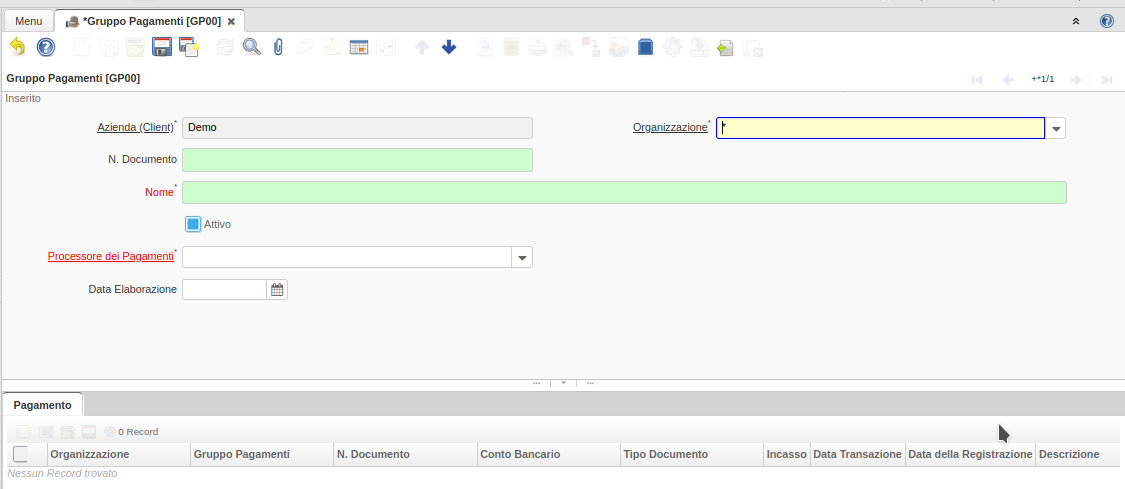 Menu
*Gruppo Pagamenti [GP00]
Gruppo Pagamenti [GP00]
+*1/1
Inserito
Azienda (Client)* Demo
Organizzazione* *
N. Documento
Nome*
Attivo
Processore dei Pagamenti*
Data Elaborazione
Pagamento
0 Record
Organizzazione Gruppo Pagamenti N. Documento Conto Bancario Tipo Documento Incasso Data Transazione Data della Registrazione Descrizione
Nessun Record trovato